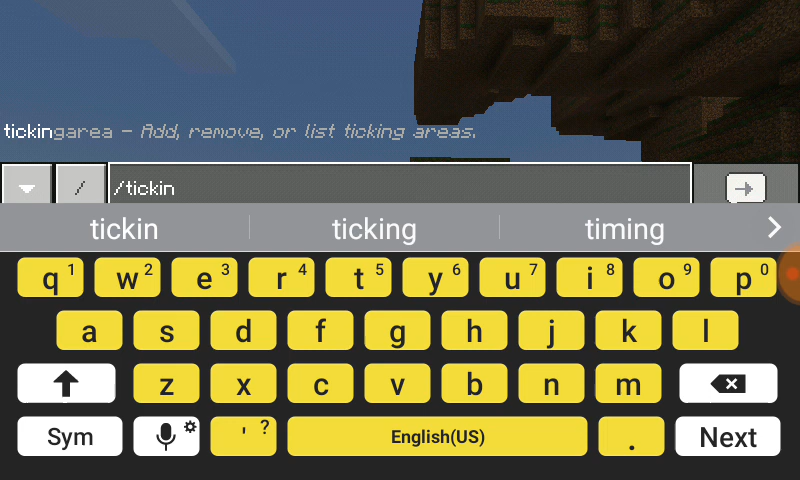 tickingarea - Add, remove, or list ticking areas.
/ /tickin
tickin ticking timing
q1 w2 e3 r4 t5 y6 u7 i8 o9 p0
a s d f g h j k l
z x c v b n m
Sym '? English(US) . Next